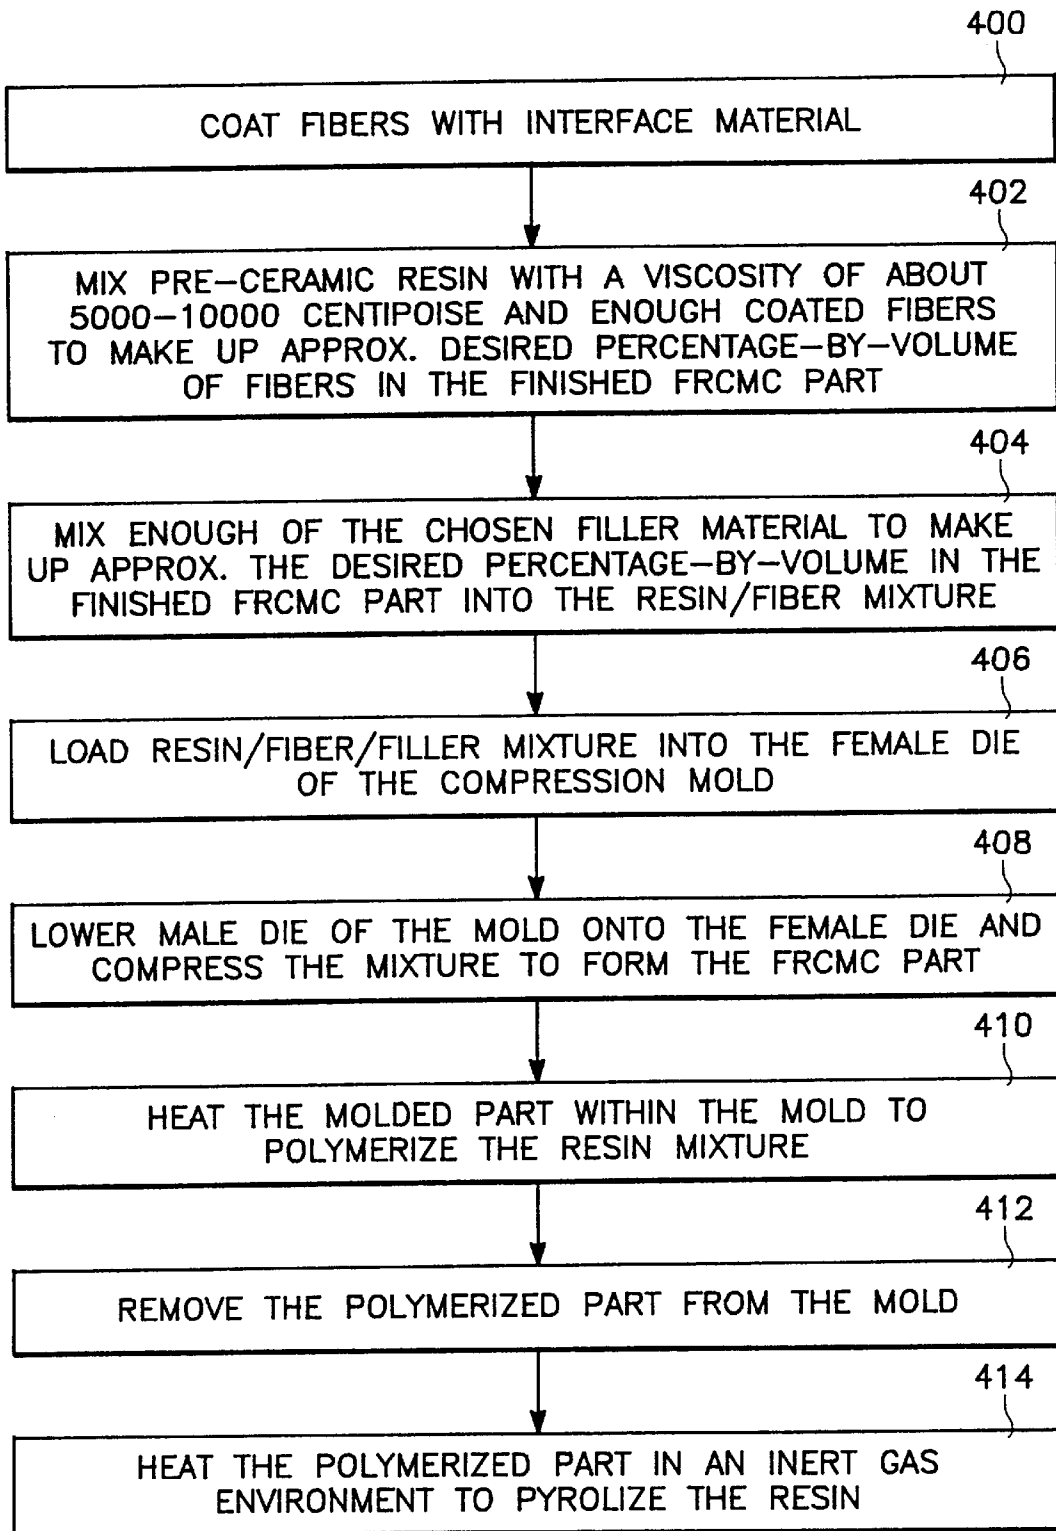 400
COAT FIBERS WITH INTERFACE MATERIAL
402
MIX PRE-CERAMIC RESIN WITH A VISCOSITY OF ABOUT
5000-10000 CENTIPOISE AND ENOUGH COATED FIBERS
TO MAKE UP APPROX. DESIRED PERCENTAGE-BY-VOLUME
OF FIBERS IN THE FINISHED FRCMC PART
404
MIX ENOUGH OF THE CHOSEN FILLER MATERIAL TO MAKE
UP APPROX. THE DESIRED PERCENTAGE-BY-VOLUME IN THE
FINISHED FRCMC PART INTO THE RESIN/FIBER MIXTURE
406
LOAD RESIN/FIBER/FILLER MIXTURE INTO THE FEMALE DIE
OF THE COMPRESSION MOLD
408
LOWER MALE DIE OF THE MOLD ONTO THE FEMALE DIE AND
COMPRESS THE MIXTURE TO FORM THE FRCMC PART
410
HEAT THE MOLDED PART WITHIN THE MOLD TO
POLYMERIZE THE RESIN MIXTURE
412
REMOVE THE POLYMERIZED PART FROM THE MOLD
414
HEAT THE POLYMERIZED PART IN AN INERT GAS
ENVIRONMENT TO PYROLIZE THE RESIN